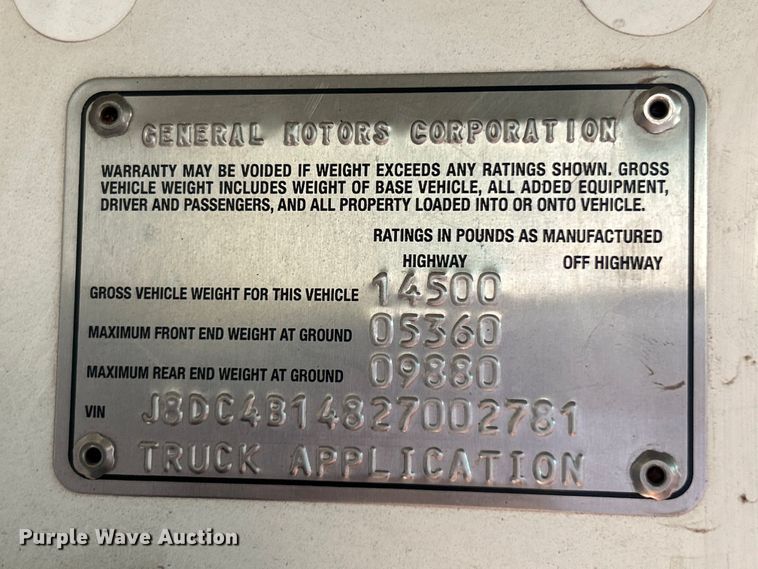 GENERAL MOTORS CORPORATION
WARRANTY MAY BE VOIDED IF WEIGHT EXCEEDS ANY RATINGS SHOWN. GROSS
VEHICLE WEIGHT INCLUDES WEIGHT OF BASE VEHICLE, ALL ADDED EQUIPMENT,
DRIVER AND PASSENGERS, AND ALL PROPERTY LOADED INTO OR ONTO VEHICLE.
RATINGS IN POUNDS AS MANUFACTURED
HIGHWAY OFF HIGHWAY
GROSS VEHICLE WEIGHT FOR THIS VEHICLE 14500
MAXIMUM FRONT END WEIGHT AT GROUND 05360
MAXIMUM REAR END WEIGHT AT GROUND 09880
VIN J8DC4B14827002781
TRUCK APPLICATION
Purple Wave Auction